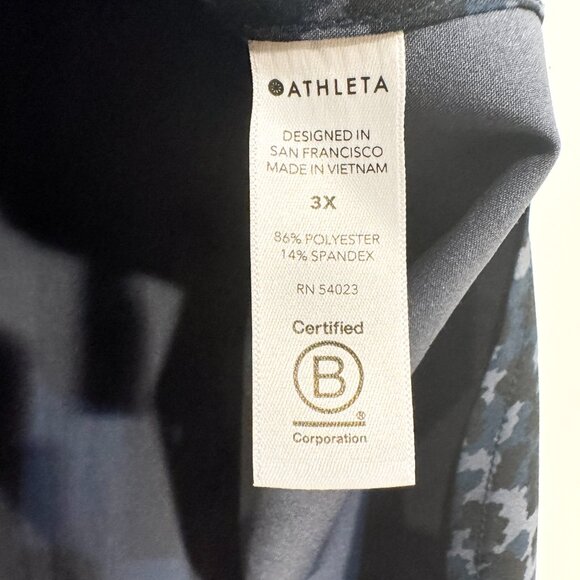 ATHLETA
DESIGNED IN
SAN FRANCISCO
MADE IN VIETNAM
3X
86% POLYESTER
14% SPANDEX
RN 54023
Certified
B
®
Corporation